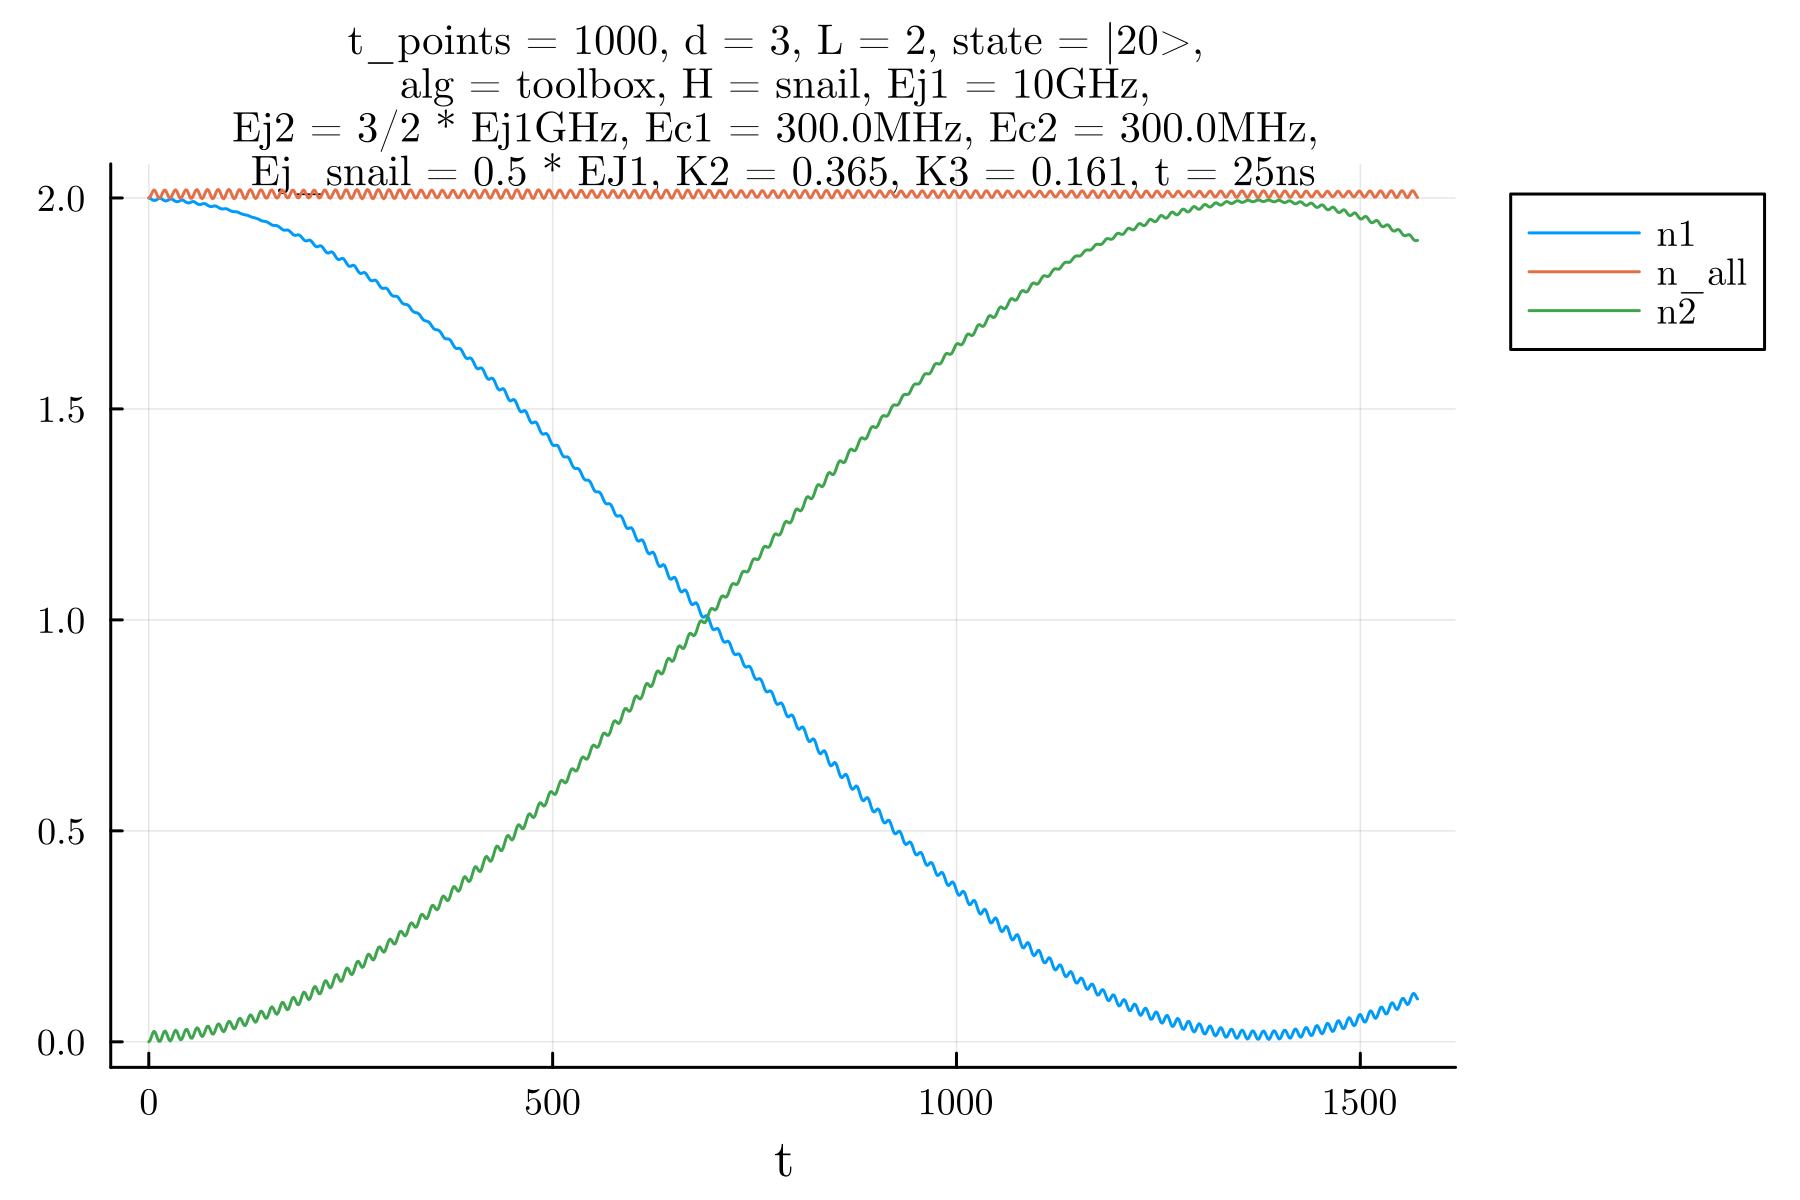 t_points = 1000, d = 3, L = 2, state = |20>,
alg = toolbox, H = snail, Ej1 = 10GHz,
Ej2 = 3/2 * Ej1GHz, Ec1 = 300.0MHz, Ec2 = 300.0MHz,
Ej_snail = 0.5 * EJ1, K2 = 0.365, K3 = 0.161, t = 25ns
2.0
1.5
1.0
0.5
0.0
0
500
1000
1500
t
n1
n_all
n2